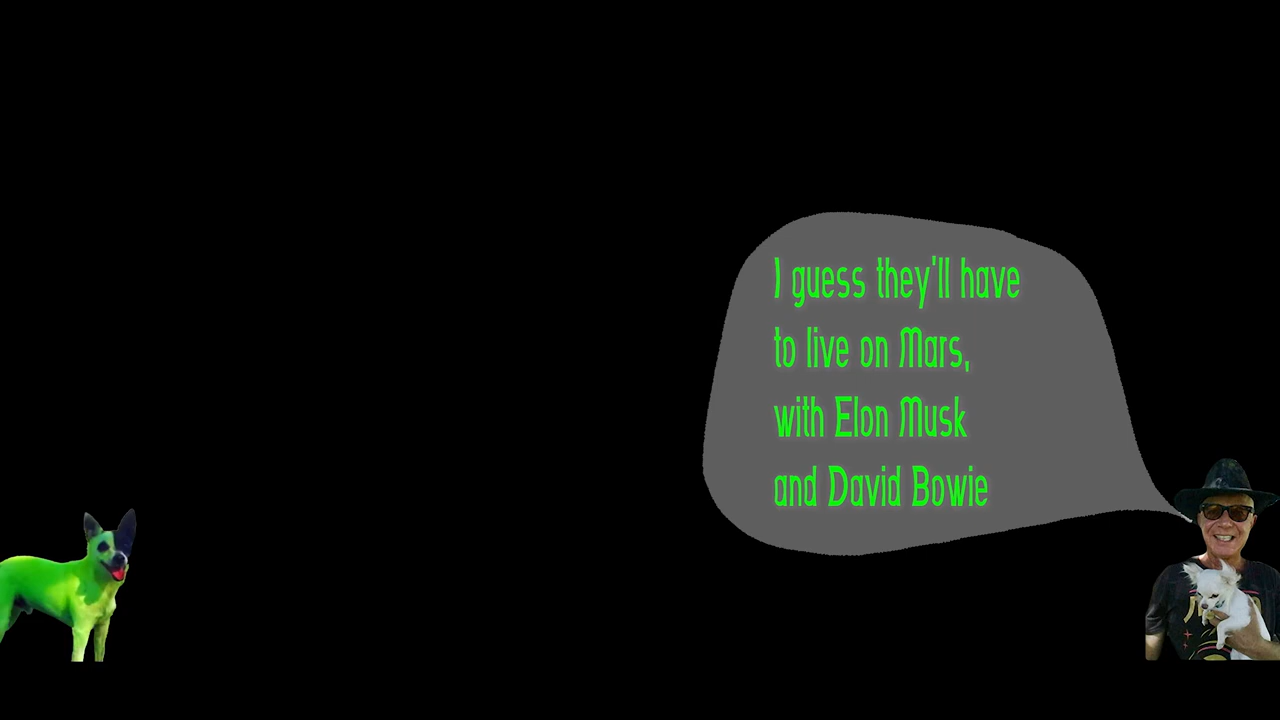 I guess they'll have
to live on Mars,
with Elon Musk
and David Bowie